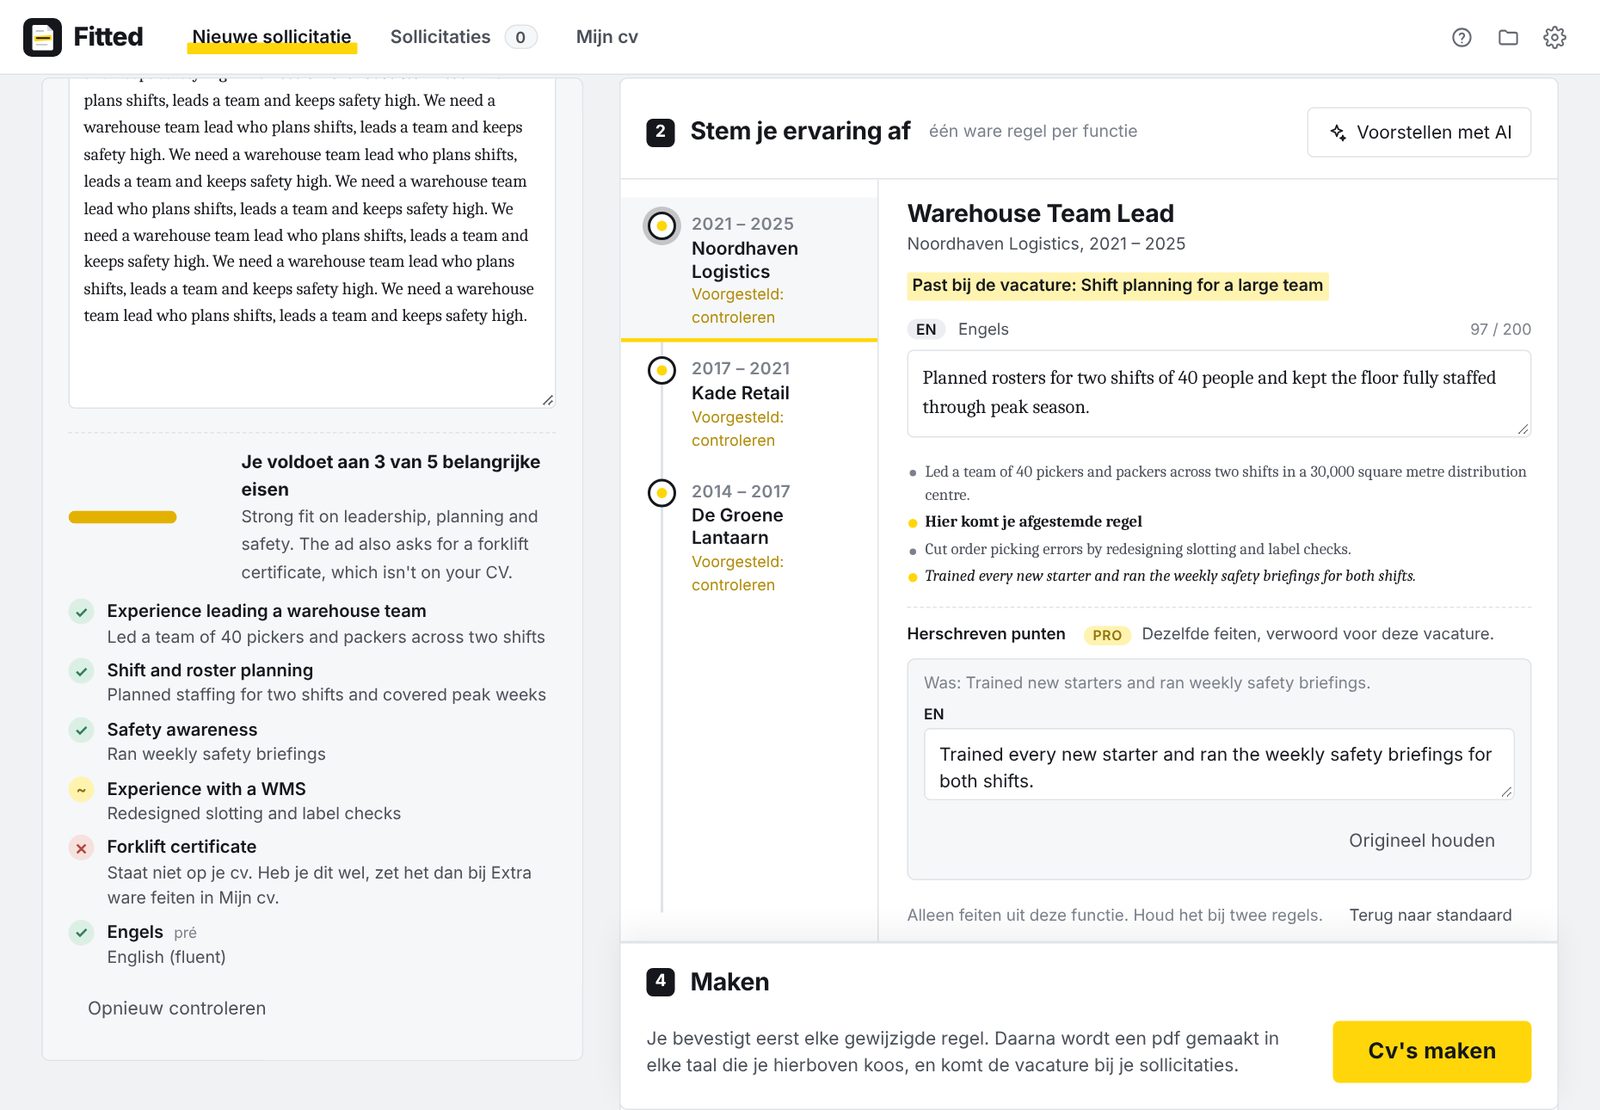 Fitted
Nieuwe sollicitatie
Sollicitaties 0
Mijn cv
plans shifts, leads a team and keeps safety high. We need a
warehouse team lead who plans shifts, leads a team and keeps
safety high. We need a warehouse team lead who plans shifts,
leads a team and keeps safety high. We need a warehouse team
lead who plans shifts, leads a team and keeps safety high. We
need a warehouse team lead who plans shifts, leads a team and
keeps safety high. We need a warehouse team lead who plans
shifts, leads a team and keeps safety high. We need a warehouse
team lead who plans shifts, leads a team and keeps safety high.
Je voldoet aan 3 van 5 belangrijke
eisen
Strong fit on leadership, planning and
safety. The ad also asks for a forklift
certificate, which isn't on your CV.
Experience leading a warehouse team
Led a team of 40 pickers and packers across two shifts
Shift and roster planning
Planned staffing for two shifts and covered peak weeks
Safety awareness
Ran weekly safety briefings
~ Experience with a WMS
Redesigned slotting and label checks
Forklift certificate
Staat niet op je cv. Heb je dit wel, zet het dan bij Extra
ware feiten in Mijn cv.
Engels pré
English (fluent)
Opnieuw controleren
2 Stem je ervaring af één ware regel per functie
Voorstellen met AI
2021 – 2025
Noordhaven
Logistics
Voorgesteld:
controleren
2017 – 2021
Kade Retail
Voorgesteld:
controleren
2014 – 2017
De Groene
Lantaarn
Voorgesteld:
controleren
Warehouse Team Lead
Noordhaven Logistics, 2021 – 2025
Past bij de vacature: Shift planning for a large team
EN Engels 97 / 200
Planned rosters for two shifts of 40 people and kept the floor fully staffed
through peak season.
Led a team of 40 pickers and packers across two shifts in a 30,000 square metre distribution
centre.
Hier komt je afgestemde regel
Cut order picking errors by redesigning slotting and label checks.
Trained every new starter and ran the weekly safety briefings for both shifts.
Herschreven punten PRO Dezelfde feiten, verwoord voor deze vacature.
Was: Trained new starters and ran weekly safety briefings.
EN
Trained every new starter and ran the weekly safety briefings for
both shifts.
Origineel houden
Alleen feiten uit deze functie. Houd het bij twee regels. Terug naar standaard
4 Maken
Je bevestigt eerst elke gewijzigde regel. Daarna wordt een pdf gemaakt in
elke taal die je hierboven koos, en komt de vacature bij je sollicitaties.
Cv's maken